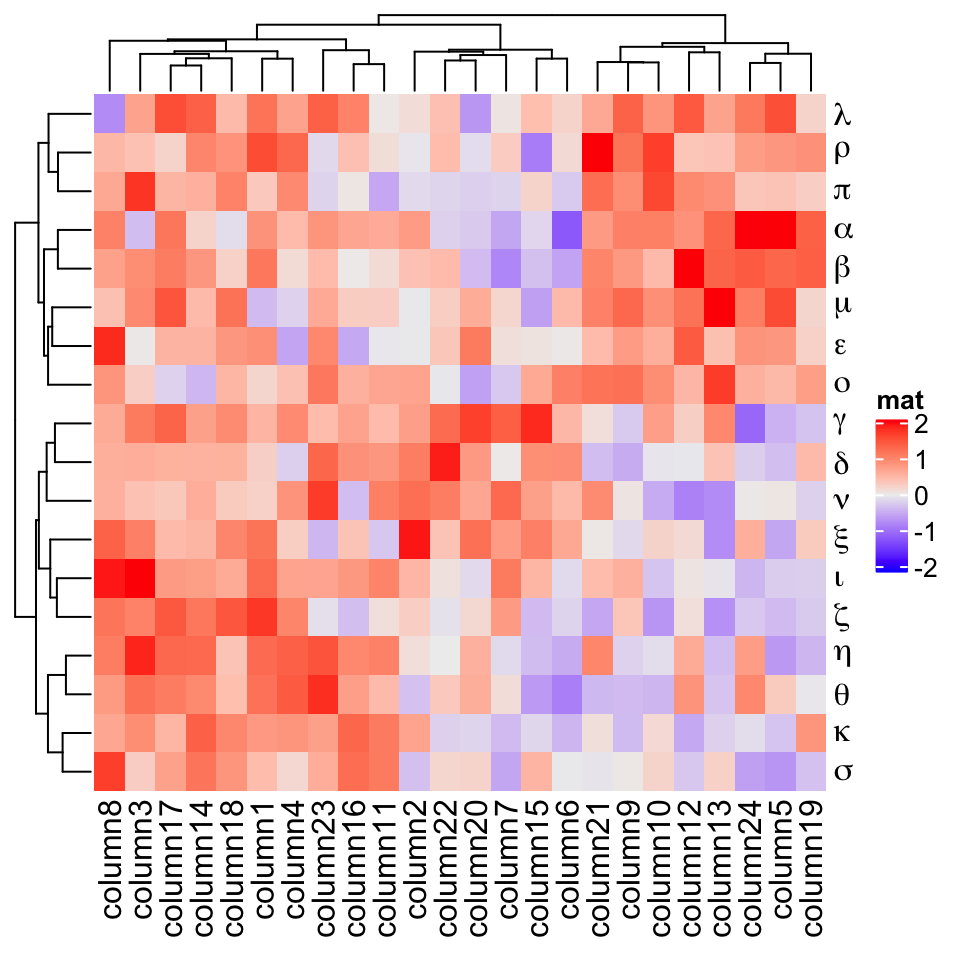 λ
ρ
π
α
β
μ
ε
ο
γ
δ
ν
ξ
ι
ζ
η
θ
κ
σ
mat
2
1
0
-1
-2
column8
column3
column17
column14
column18
column1
column4
column23
column16
column11
column2
column22
column20
column7
column15
column6
column21
column9
column10
column12
column13
column24
column5
column19